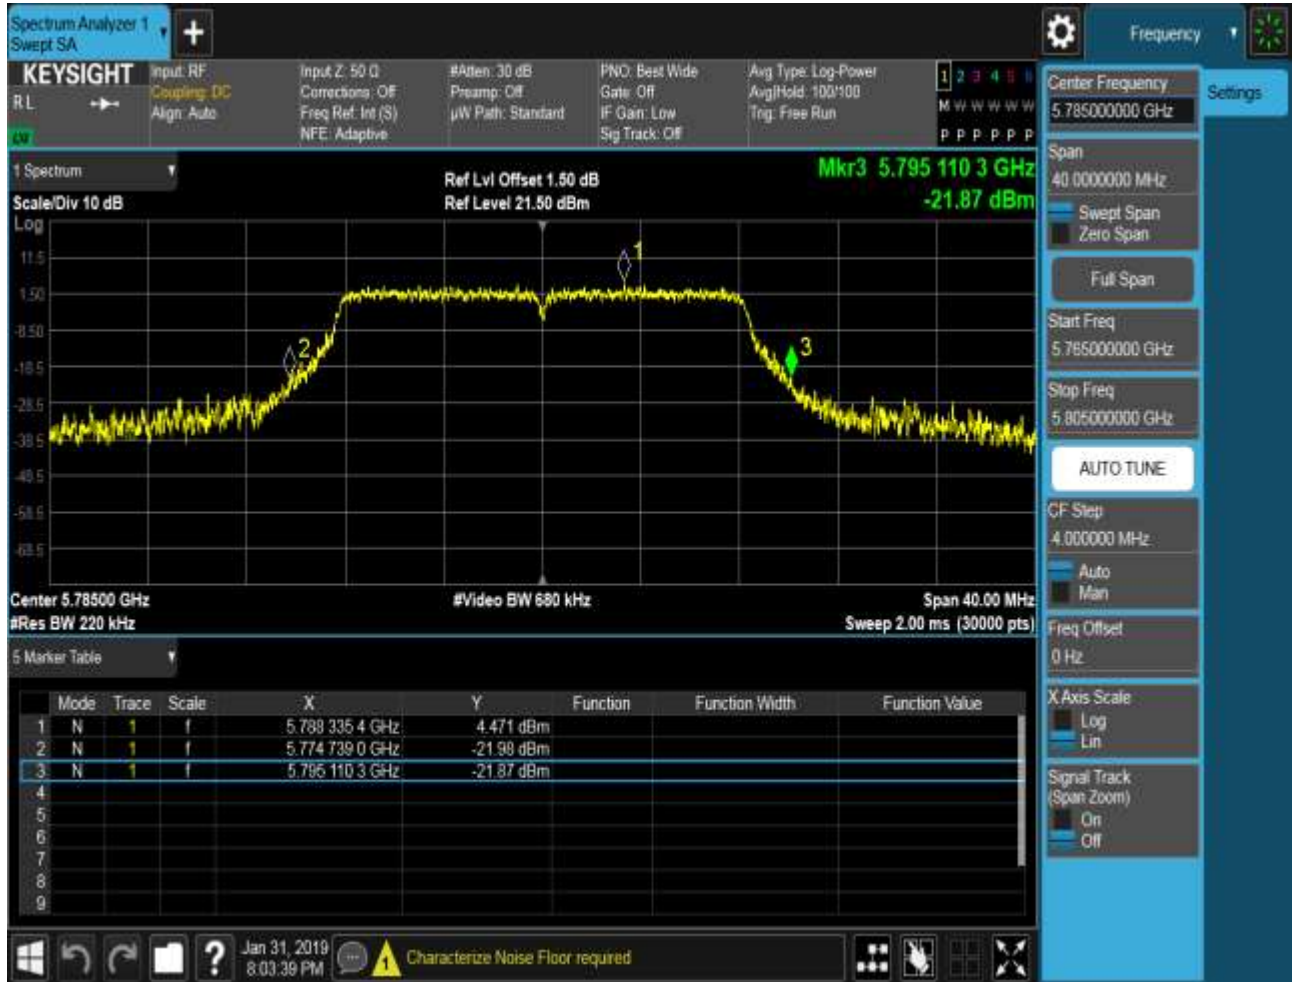 Spectrum Analyzer 1
Swept SA
+
Frequency
KEYSIGHT
RL
LXI
Input: RF
Coupling: DC
Align: Auto
Input Z: 50 Ω
Corrections: Off
Freq Ref: Int (S)
NFE: Adaptive
#Atten: 30 dB
Preamp: Off
µW Path: Standard
PNO: Best Wide
Gate: Off
IF Gain: Low
Sig Track: Off
Avg Type: Log-Power
Avg|Hold: 100/100
Trig: Free Run
1 2 3 4 5 6
M W W W W W
P P P P P P
1 Spectrum
Scale/Div 10 dB
Ref Lvl Offset 1.50 dB
Ref Level 21.50 dBm
Mkr3 5.795 110 3 GHz
-21.87 dBm
Log
11.5
1.50
-8.50
-18.5
-28.5
-38.5
-48.5
-58.5
-68.5
1
2
3
Center 5.78500 GHz
#Res BW 220 kHz
#Video BW 680 kHz
Span 40.00 MHz
Sweep 2.00 ms (30000 pts)
5 Marker Table
Mode Trace Scale X Y Function Function Width Function Value
1 N 1 f 5.788 335 4 GHz 4.471 dBm
2 N 1 f 5.774 739 0 GHz -21.98 dBm
3 N 1 f 5.795 110 3 GHz -21.87 dBm
4
5
6
7
8
9
Jan 31, 2019
8:03:39 PM
?
1
Characterize Noise Floor required
Settings
Center Frequency
5.785000000 GHz
Span
40.0000000 MHz
Swept Span
Zero Span
Full Span
Start Freq
5.765000000 GHz
Stop Freq
5.805000000 GHz
AUTO TUNE
CF Step
4.000000 MHz
Auto
Man
Freq Offset
0 Hz
X Axis Scale
Log
Lin
Signal Track
(Span Zoom)
On
Off